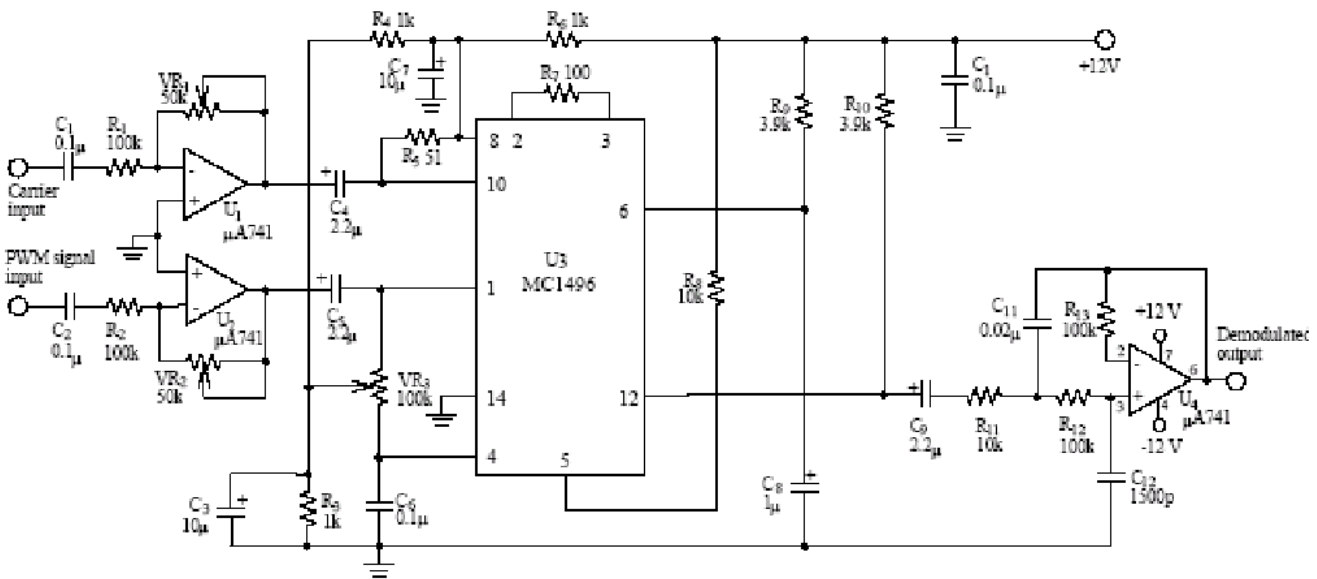 R4 1k
R6 1k
C7
10μ
+
+12V
C1
0.1μ
VR1
50k
R7 100
R9
3.9k
R10
3.9k
C1
0.1μ
R1
100k
R5 51
8
2
3
-
+
Carrier
input
U1
μA741
+
C4
2.2μ
10
6
PWM signal
input
+
-
U2
μA741
C2
0.1μ
R2
100k
VR2
50k
+
C5
2.2μ
1
U3
MC1496
R8
10k
VR3
100k
14
12
4
5
C11
0.02μ
R13
100k
+12 V
7
2
-
6
Demodulated
output
3
+
4
U4
μA741
-12 V
+
C9
2.2μ
R11
10k
R12
100k
C12
1500p
C3
10μ
+
1k
C6
0.1μ
C8
1μ
+